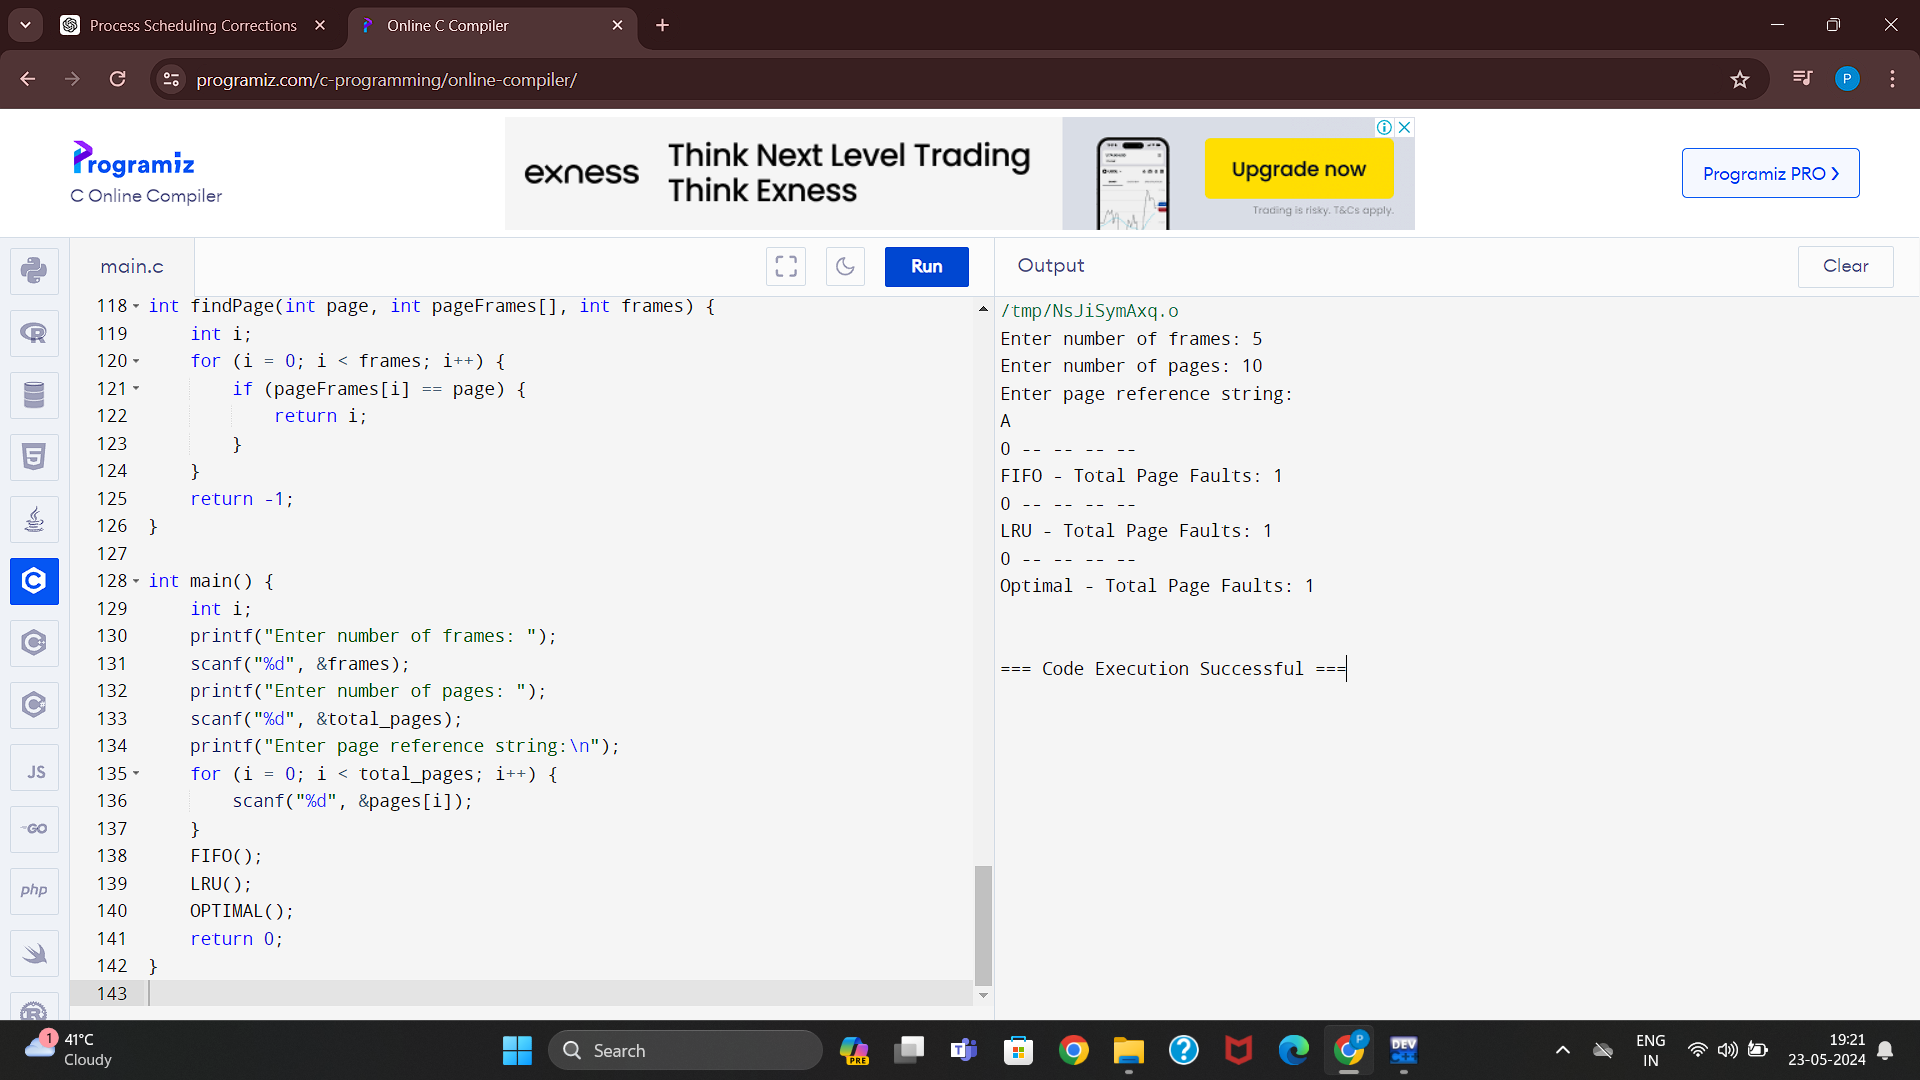 Process Scheduling Corrections
Online C Compiler
programiz.com/c-programming/online-compiler/
P
Programiz
C Online Compiler
exness
Think Next Level Trading
Think Exness
Upgrade now
Trading is risky. T&Cs apply.
Programiz PRO ❯
main.c
Run
Output
Clear
118 int findPage(int page, int pageFrames[], int frames) {
119     int i;
120     for (i = 0; i < frames; i++) {
121         if (pageFrames[i] == page) {
122             return i;
123         }
124     }
125     return -1;
126 }
127
128 int main() {
129     int i;
130     printf("Enter number of frames: ");
131     scanf("%d", &frames);
132     printf("Enter number of pages: ");
133     scanf("%d", &total_pages);
134     printf("Enter page reference string:\n");
135     for (i = 0; i < total_pages; i++) {
136         scanf("%d", &pages[i]);
137     }
138     FIFO();
139     LRU();
140     OPTIMAL();
141     return 0;
142 }
143
/tmp/NsJiSymAxq.o
Enter number of frames: 5
Enter number of pages: 10
Enter page reference string:
A
0 -- -- -- --
FIFO - Total Page Faults: 1
0 -- -- -- --
LRU - Total Page Faults: 1
0 -- -- -- --
Optimal - Total Page Faults: 1
=== Code Execution Successful ===
R
5
C
JS
GO
php
1
41°C
Cloudy
Search
PRE
T
?
P
DEV
C++
ENG
IN
19:21
23-05-2024